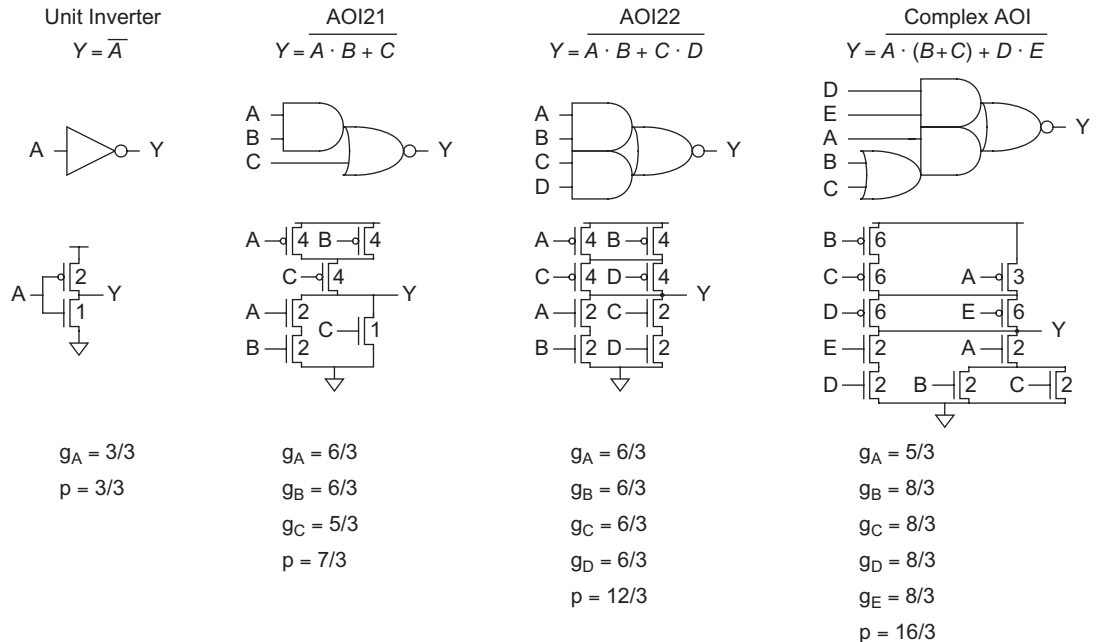 Unit Inverter
AOI21
AOI22
Complex AOI
Y = A
Y = A · B + C
Y = A · B + C · D
Y = A · (B+C) + D · E
A
Y
A
B
C
Y
A
B
C
D
Y
D
E
A
B
C
Y
A
2
1
Y
A
4
B
4
C
4
A
2
C
1
B
2
Y
A
4
B
4
C
4
D
4
A
2
C
2
B
2
D
2
Y
B
6
C
6
A
3
D
6
E
6
E
2
A
2
D
2
B
2
C
2
Y
gA = 3/3
p = 3/3
gA = 6/3
gB = 6/3
gC = 5/3
p = 7/3
gA = 6/3
gB = 6/3
gC = 6/3
gD = 6/3
p = 12/3
gA = 5/3
gB = 8/3
gC = 8/3
gD = 8/3
gE = 8/3
p = 16/3